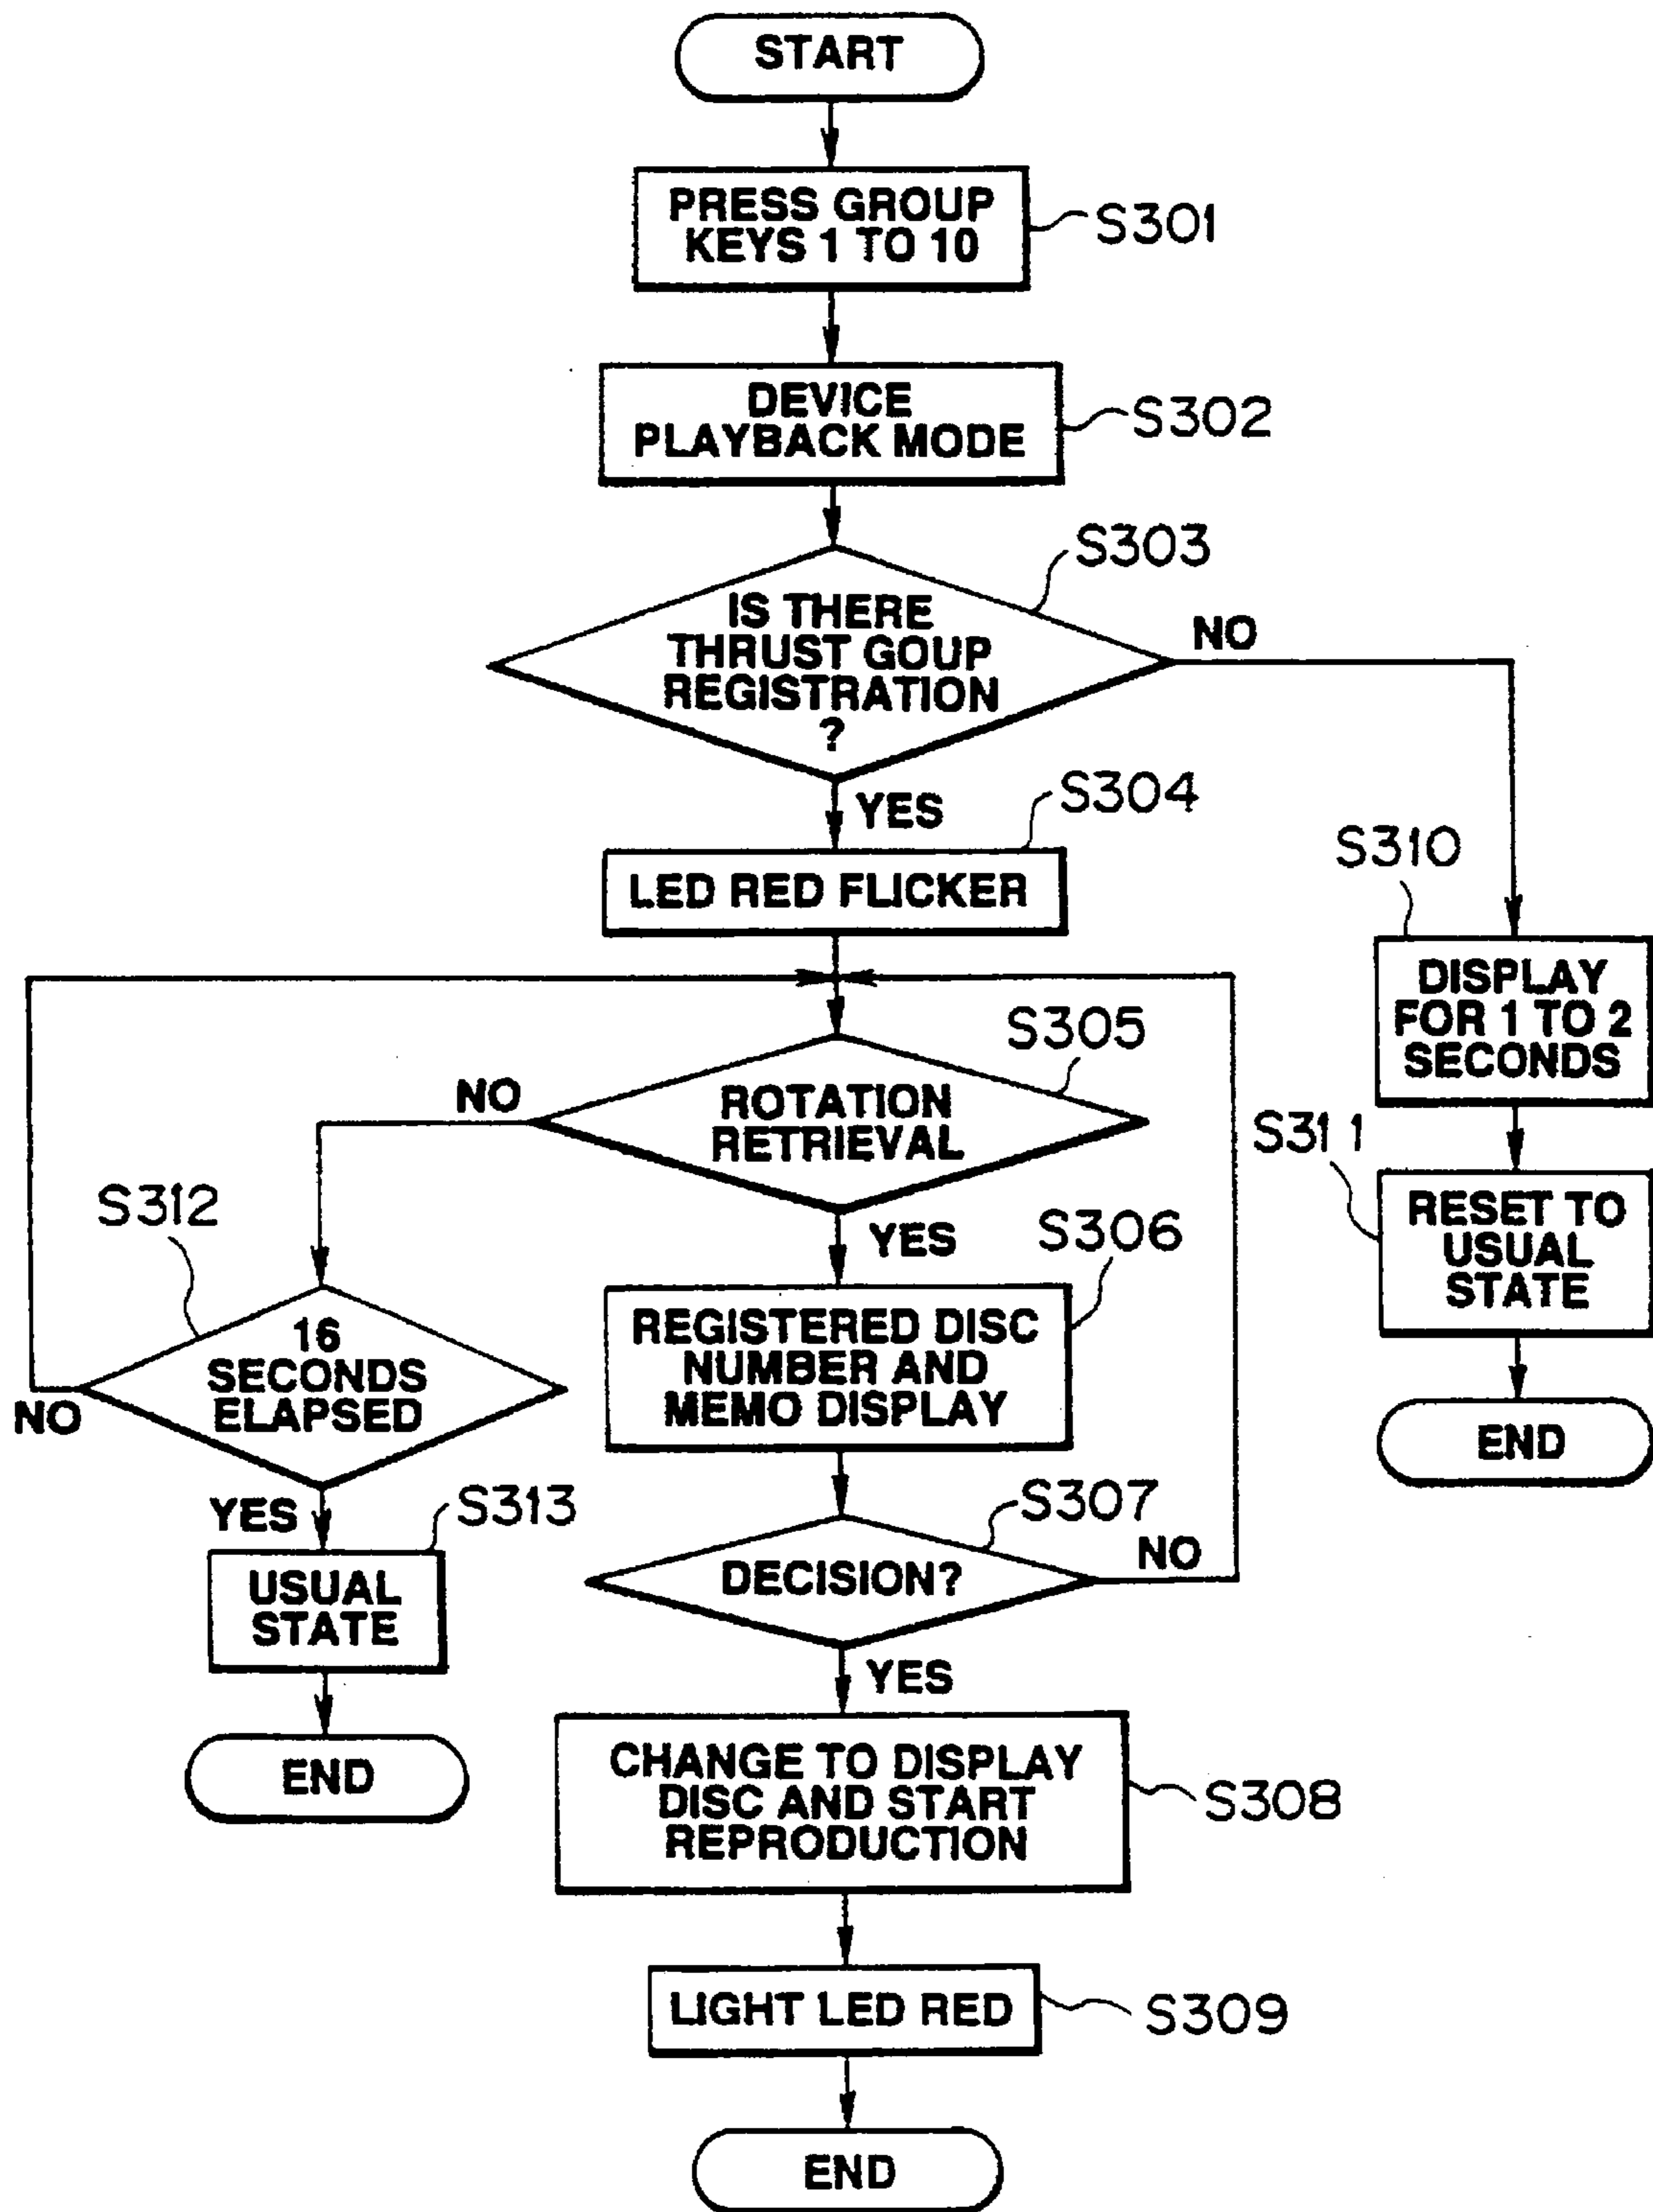 START
PRESS GROUP
KEYS 1 TO 10
S301
DEVICE
PLAYBACK MODE
S302
S303
IS THERE
THRUST GOUP
REGISTRATION
?
NO
YES
S304
LED RED FLICKER
S310
DISPLAY
FOR 1 TO 2
SECONDS
S305
NO
ROTATION
RETRIEVAL
S311
RESET TO
USUAL
STATE
END
S312
YES
S306
16
SECONDS
ELAPSED
NO
REGISTERED DISC
NUMBER AND
MEMO DISPLAY
YES
S313
S307
DECISION?
NO
USUAL
STATE
END
YES
CHANGE TO DISPLAY
DISC AND START
REPRODUCTION
S308
LIGHT LED RED
S309
END